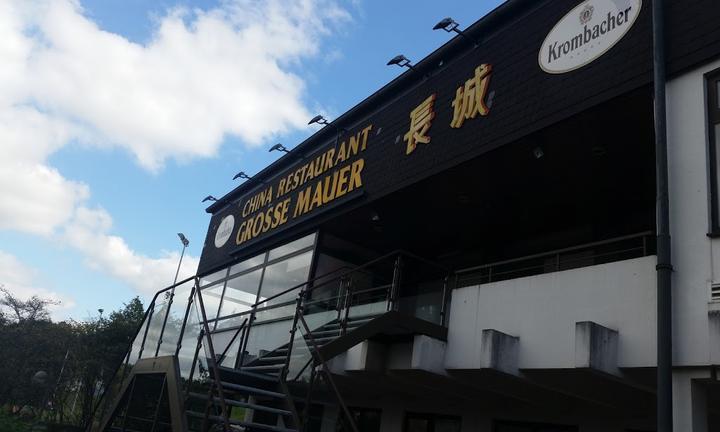 CHINA RESTAURANT
GROSSE MAUER
長城
Krombacher